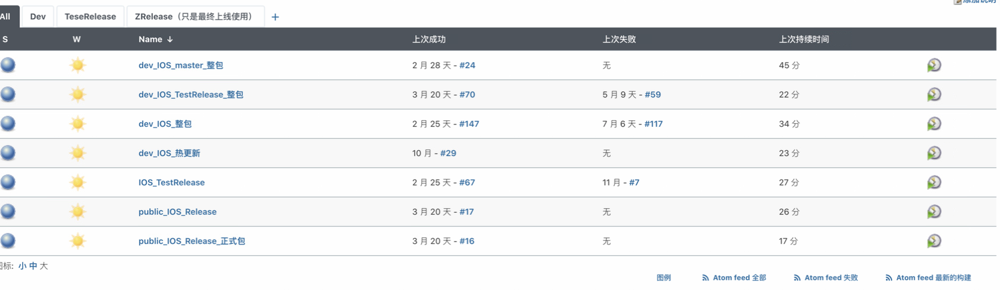 添加说明
All Dev TeseRelease ZRelease（只是最终上线使用） +
S W Name ↓ 上次成功 上次失败 上次持续时间
dev_IOS_master_整包 2 月 28 天 - #24 无 45 分
dev_IOS_TestRelease_整包 3 月 20 天 - #70 5 月 9 天 - #59 22 分
dev_IOS_整包 2 月 25 天 - #147 7 月 6 天 - #117 34 分
dev_IOS_热更新 10 月 - #29 无 23 分
IOS_TestRelease 2 月 25 天 - #67 11 月 - #7 27 分
public_IOS_Release 3 月 20 天 - #17 无 26 分
public_IOS_Release_正式包 3 月 20 天 - #16 无 17 分
图标: 小 中 大
图例 Atom feed 全部 Atom feed 失败 Atom feed 最新的构建